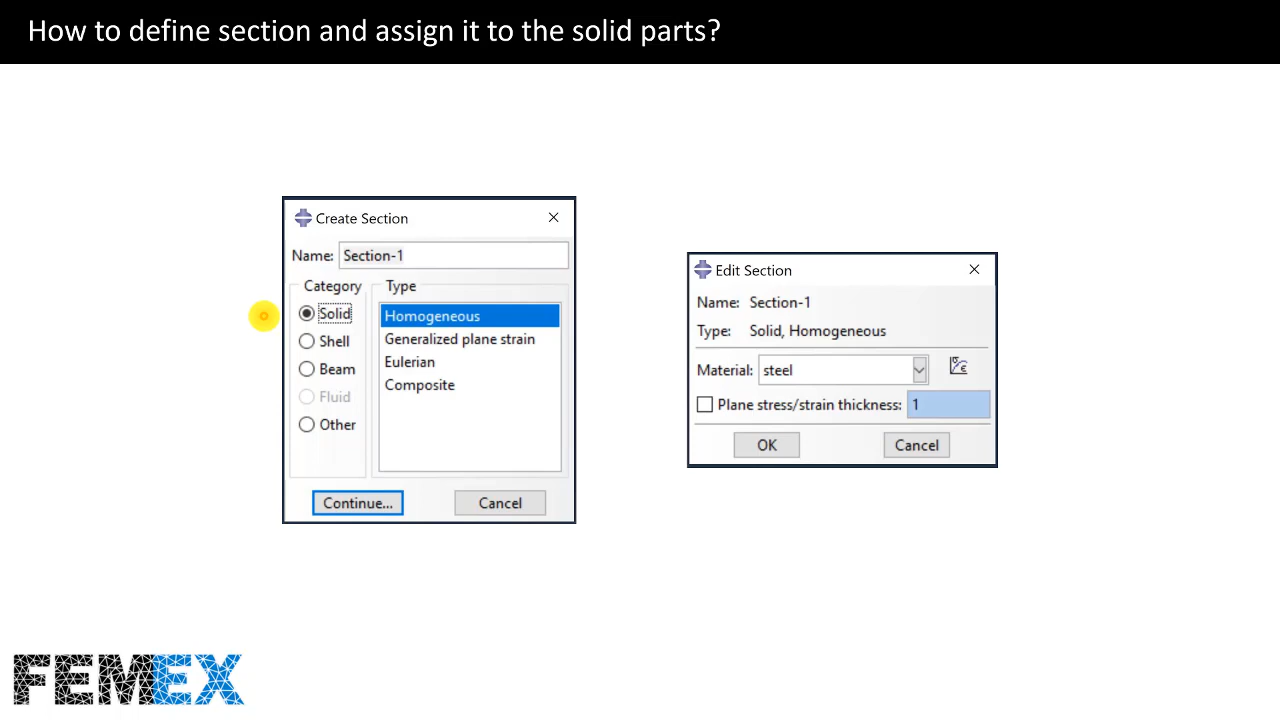 How to define section and assign it to the solid parts?
Create Section
Name: Section-1
Category Type
Solid
Shell
Beam
Fluid
Other
Homogeneous
Generalized plane strain
Eulerian
Composite
Continue... Cancel
Edit Section
Name: Section-1
Type: Solid, Homogeneous
Material: steel
Plane stress/strain thickness: 1
OK Cancel
FEMEX